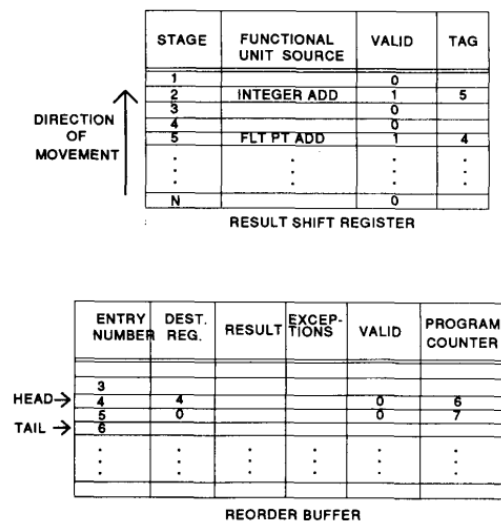 STAGE FUNCTIONAL UNIT SOURCE VALID TAG
1 0
2 INTEGER ADD 1 5
3 0
4 0
5 FLT PT ADD 1 4
N 0
DIRECTION OF MOVEMENT
RESULT SHIFT REGISTER
ENTRY NUMBER DEST. REG. RESULT EXCEP-TIONS VALID PROGRAM COUNTER
3
HEAD→ 4 4 0 6
5 0 0 7
TAIL→ 6
REORDER BUFFER